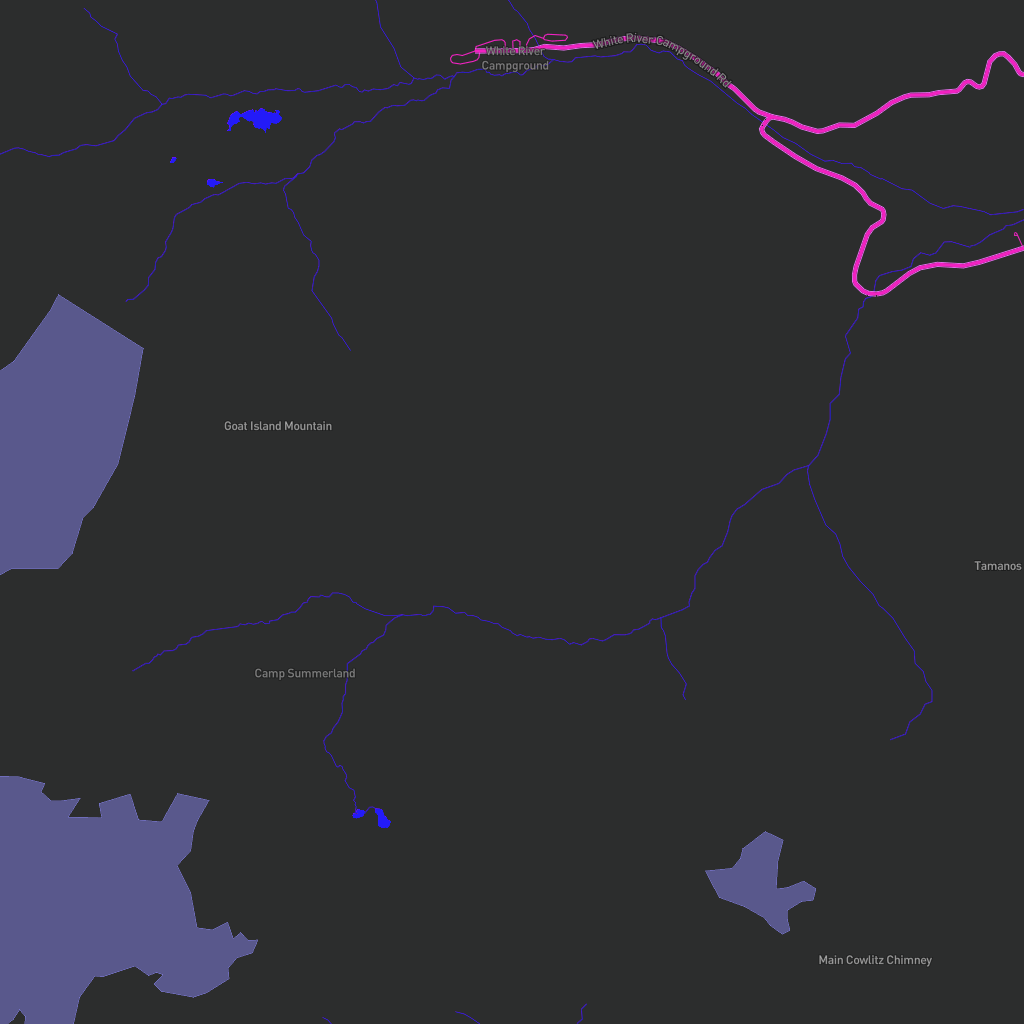 White River Campground Rd
White River
Campground
Goat Island Mountain
Tamanos
Camp Summerland
Main Cowlitz Chimney